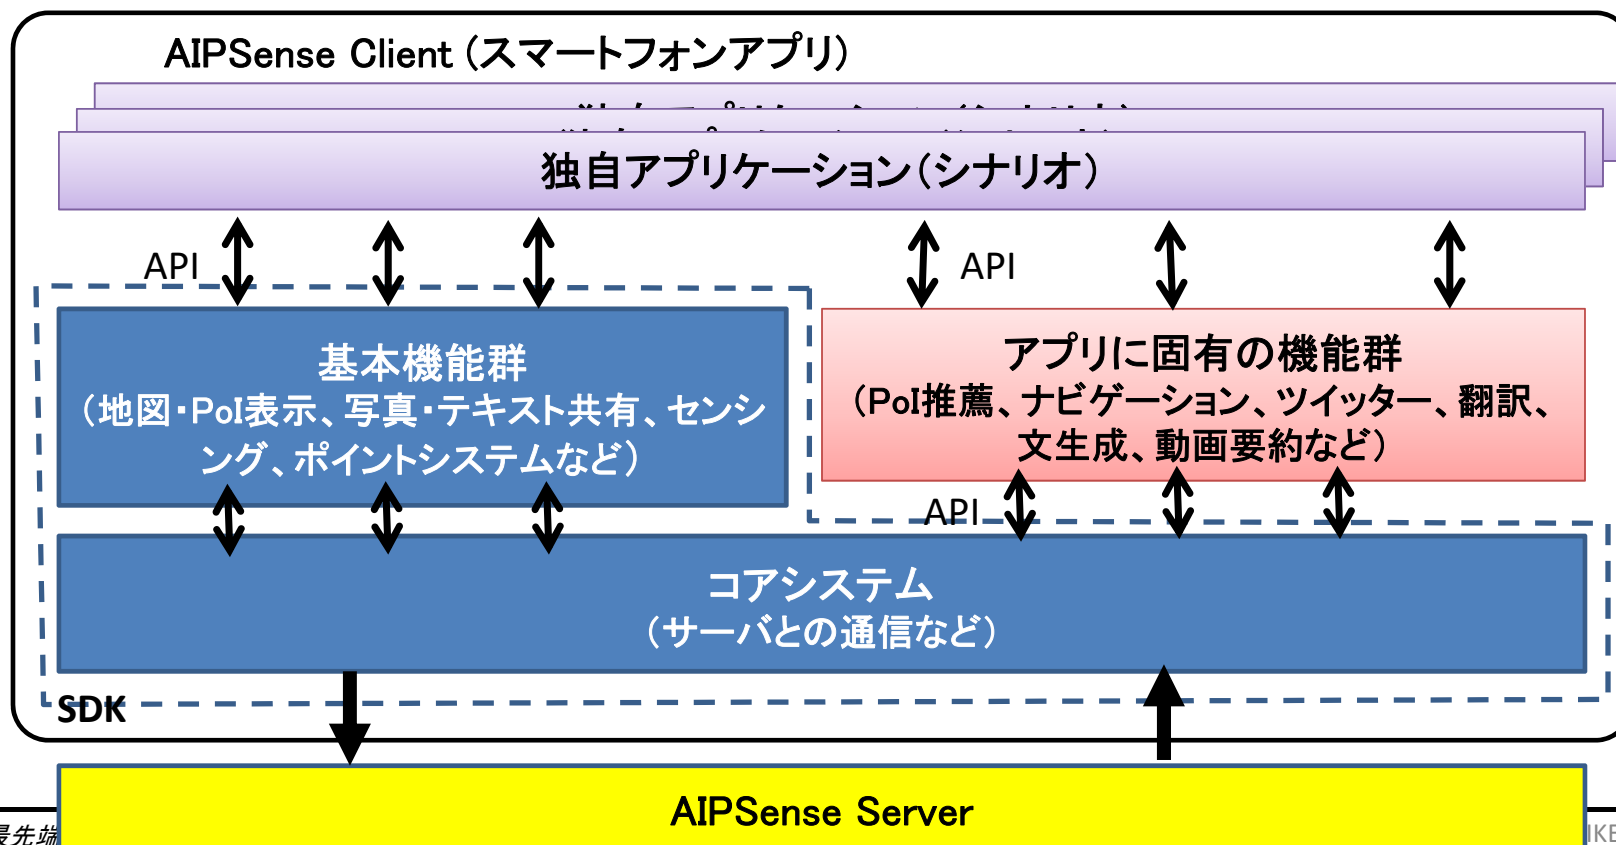 AIPSense Client (スマートフォンアプリ)
独自アプリケーション(シナリオ)
API
API
基本機能群
(地図・PoI表示、写真・テキスト共有、センシ
ング、ポイントシステムなど)
アプリに固有の機能群
(PoI推薦、ナビゲーション、ツイッター、翻訳、
文生成、動画要約など)
API
コアシステム
(サーバとの通信など)
SDK
AIPSense Server
最先端